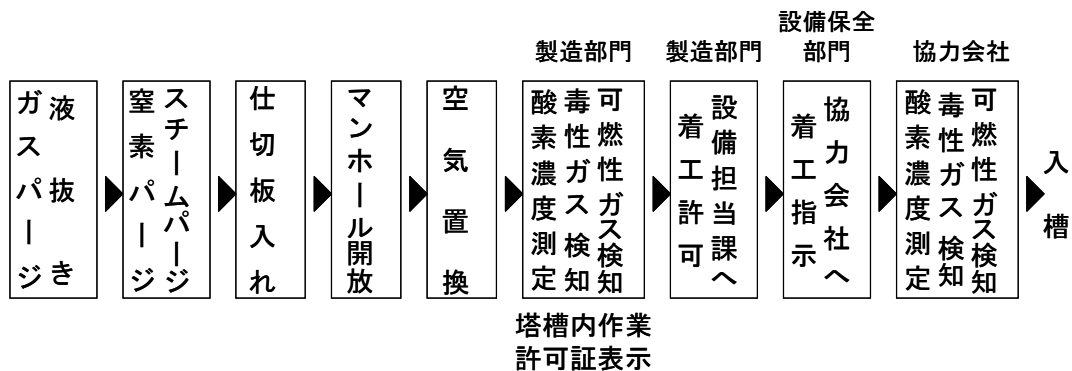 液抜き
ガスパージ
スチームパージ
窒素パージ
仕切板入れ
マンホール開放
空気置換
製造部門
可燃性ガス検知
毒性ガス検知
酸素濃度測定
塔槽内作業
許可証表示
製造部門
設備担当課へ
着工許可
設備保全
部門
協力会社へ
着工指示
協力会社
可燃性ガス検知
毒性ガス検知
酸素濃度測定
入槽